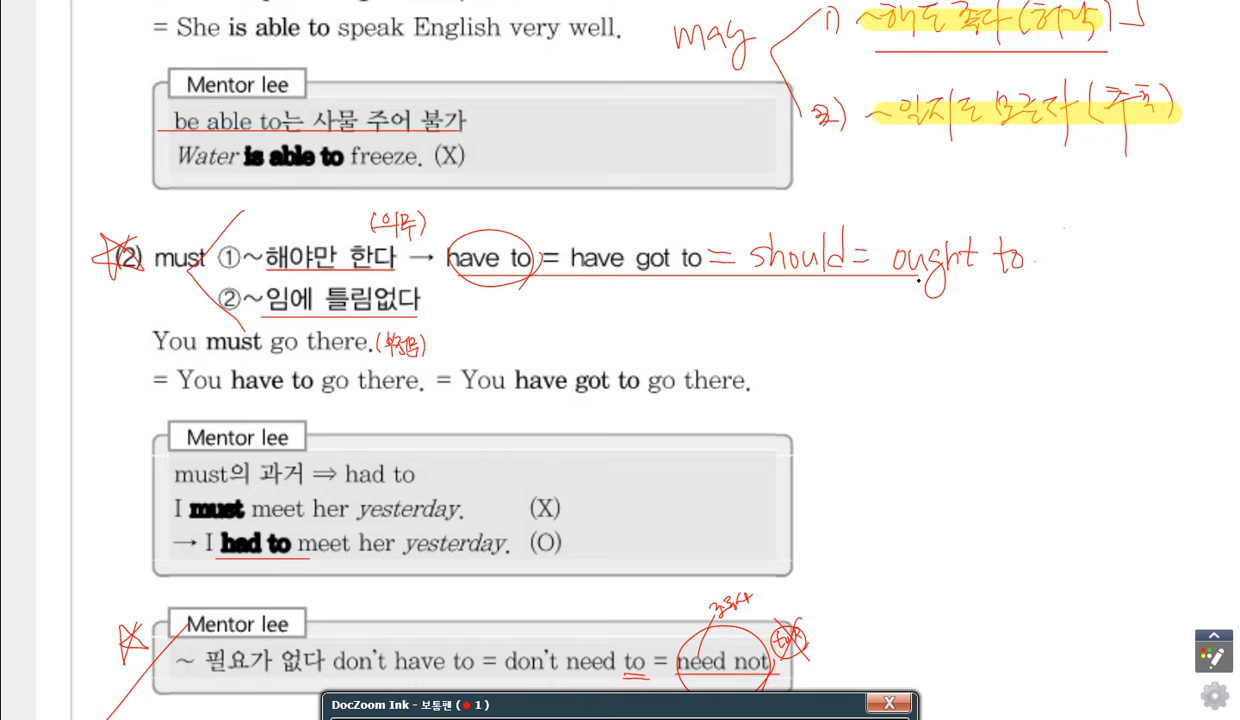 = She is able to speak English very well.
may
1) ~해도 좋다 (허락)
Mentor lee
be able to는 사물 주어 불가
Water is able to freeze. (X)
2) ~일지도 모른다 (추측)
(의무)
(2) must ①~해야만 한다 → have to = have got to = should = ought to
②~임에 틀림없다
You must go there.
= You have to go there. = You have got to go there.
Mentor lee
must의 과거 ⇒ had to
I must meet her yesterday. (X)
→ I had to meet her yesterday. (O)
조동사
Mentor lee
~ 필요가 없다 don't have to = don't need to = need not
DocZoom Ink - 보통펜 ( 1 )
X